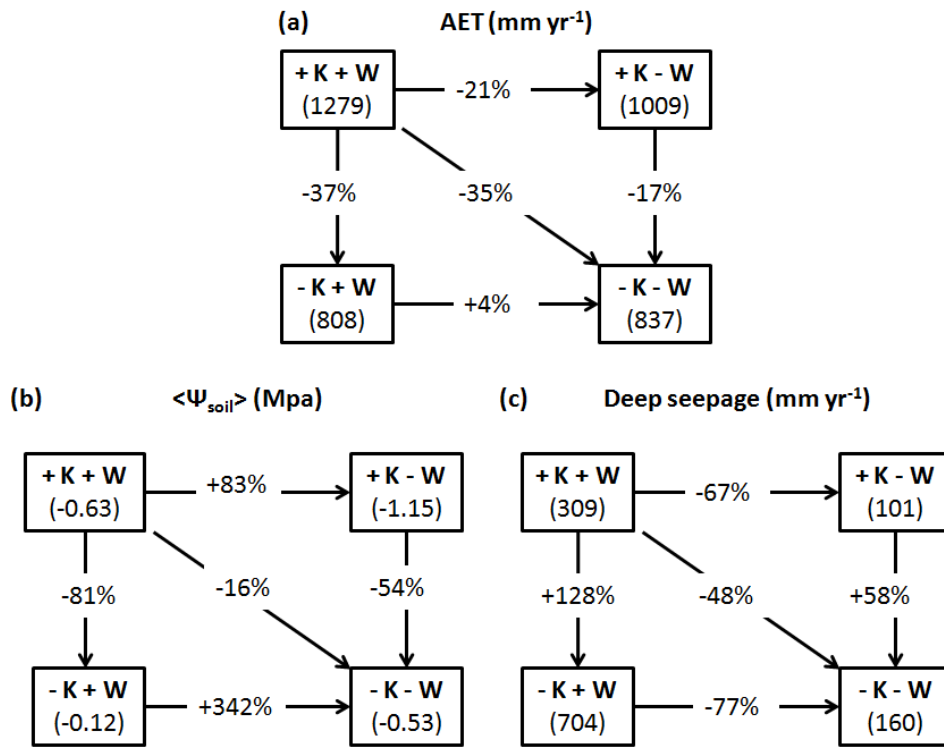 (a) AET (mm yr⁻¹)
+ K + W
(1279)
-21%
+ K - W
(1009)
-37%
-35%
-17%
- K + W
(808)
+4%
- K - W
(837)
(b) <Ψsoil> (Mpa)
+ K + W
(-0.63)
+83%
+ K - W
(-1.15)
-81%
-16%
-54%
- K + W
(-0.12)
+342%
- K - W
(-0.53)
(c) Deep seepage (mm yr⁻¹)
+ K + W
(309)
-67%
+ K - W
(101)
+128%
-48%
+58%
- K + W
(704)
-77%
- K - W
(160)